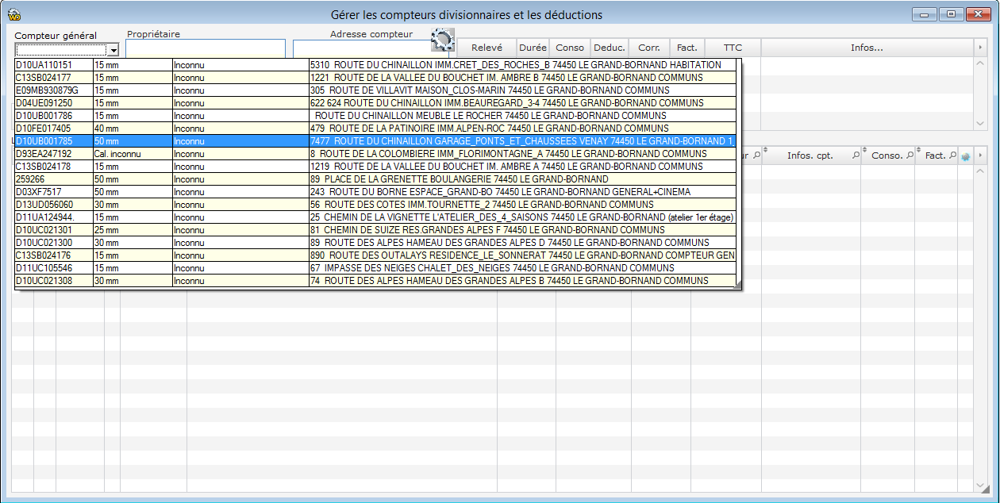 Gérer les compteurs divisionnaires et les déductions
Compteur général Propriétaire Adresse compteur
Relevé Durée Conso Deduc. Corr. Fact. TTC Infos...
D10UA110151 15 mm Inconnu 5310 ROUTE DU CHINAILLON IMM.CRET_DES_ROCHES_B 74450 LE GRAND-BORNAND HABITATION
C13SB024177 15 mm Inconnu 1221 ROUTE DE LA VALLEE DU BOUCHET IM. AMBRE B 74450 LE GRAND-BORNAND COMMUNS
E09MB930879G 15 mm Inconnu 305 ROUTE DE VILLAVIT MAISON_CLOS-MARIN 74450 LE GRAND-BORNAND COMMUNS
D04UE091250 15 mm Inconnu 622 624 ROUTE DU CHINAILLON IMM.BEAUREGARD_3-4 74450 LE GRAND-BORNAND COMMUNS
D10UB001786 15 mm Inconnu ROUTE DU CHINAILLON MEUBLE LE ROCHER 74450 LE GRAND-BORNAND COMMUNS
D10FE017405 40 mm Inconnu 479 ROUTE DE LA PATINOIRE IMM.ALPEN-ROC 74450 LE GRAND-BORNAND COMMUNS
D10UB001785 50 mm Inconnu 7477 ROUTE DU CHINAILLON GARAGE_PONTS_ET_CHAUSSEES VENAY 74450 LE GRAND-BORNAND 1
D93EA247192 Cal. inconnu Inconnu 8 ROUTE DE LA COLOMBIERE IMM_FLORIMONTAGNE_A 74450 LE GRAND-BORNAND COMMUNS
ur Infos. cpt. Conso. Fact.
C13SB024178 15 mm Inconnu 1219 ROUTE DE LA VALLEE DU BOUCHET IM. AMBRE A 74450 LE GRAND-BORNAND COMMUNS
259266 50 mm Inconnu 89 PLACE DE LA GRENETTE BOULANGERIE 74450 LE GRAND-BORNAND
D03XF7517 50 mm Inconnu 243 ROUTE DU BORNE ESPACE_GRAND-BO 74450 LE GRAND-BORNAND GENERAL+CINEMA
D13UD056060 30 mm Inconnu 56 ROUTE DES COTES IMM.TOURNETTE_2 74450 LE GRAND-BORNAND COMMUNS
D11UA124944. 15 mm Inconnu 25 CHEMIN DE LA VIGNETTE L'ATELIER_DES_4_SAISONS 74450 LE GRAND-BORNAND (atelier 1er étage)
D10UC021301 25 mm Inconnu 81 CHEMIN DE SUIZE RES.GRANDES ALPES F 74450 LE GRAND-BORNAND COMMUNS
D10UC021300 30 mm Inconnu 89 ROUTE DES ALPES HAMEAU DES GRANDES ALPES D 74450 LE GRAND-BORNAND COMMUNS
C13SB024176 15 mm Inconnu 890 ROUTE DES OUTALAYS RESIDENCE_LE_SONNERAT 74450 LE GRAND-BORNAND COMPTEUR GEN
D11UC105546 15 mm Inconnu 67 IMPASSE DES NEIGES CHALET_DES_NEIGES 74450 LE GRAND-BORNAND COMMUNS
D10UC021308 30 mm Inconnu 74 ROUTE DES ALPES HAMEAU DES GRANDES ALPES B 74450 LE GRAND-BORNAND COMMUNS